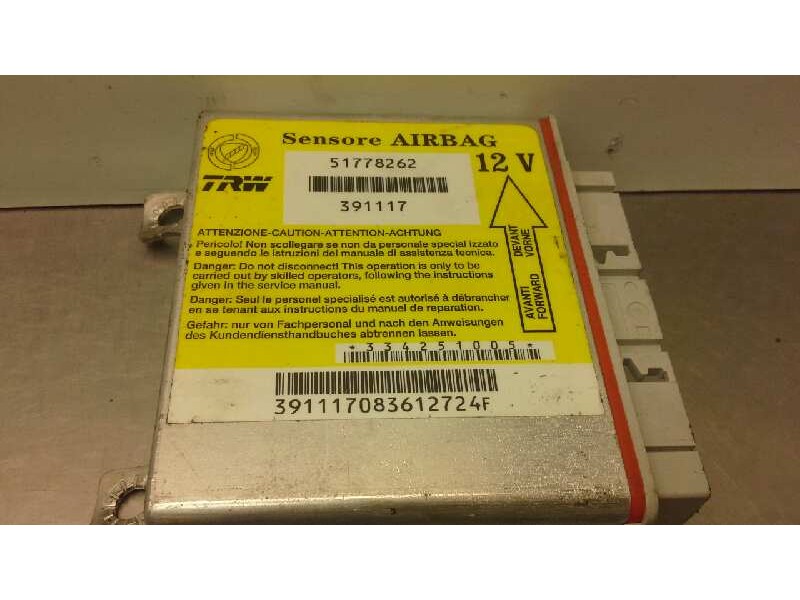 Sensore AIRBAG
TRW
51778262
12 V
391117
AVANTI DEVANT
FORWARD VORNE
ATTENZIONE-CAUTION-ATTENTION-ACHTUNG
Pericolo! Non scollegare se non da personale specializzato
e seguendo le istruzioni del manuale di assistenza tecnica.
Danger: Do not disconnect! This operation is only to be
carried out by skilled operators, following the instructions
given in the service manual.
Danger: Seul le personel specialisé est autorisé à débrancher
en se tenant aux instructions du manuel de reparation.
Gefahr: nur von Fachpersonal und nach den Anweisungen
des Kundendiensthandbuches abtrennen lassen.
*334251005*
391117083612724F